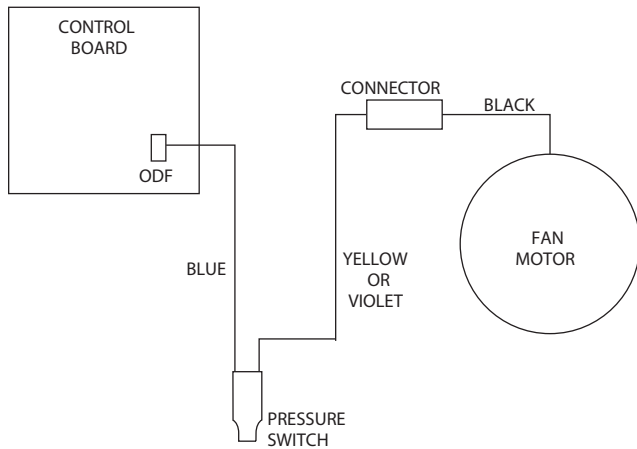 CONTROL
BOARD
ODF
BLUE
CONNECTOR
BLACK
YELLOW
OR
VIOLET
FAN
MOTOR
PRESSURE
SWITCH